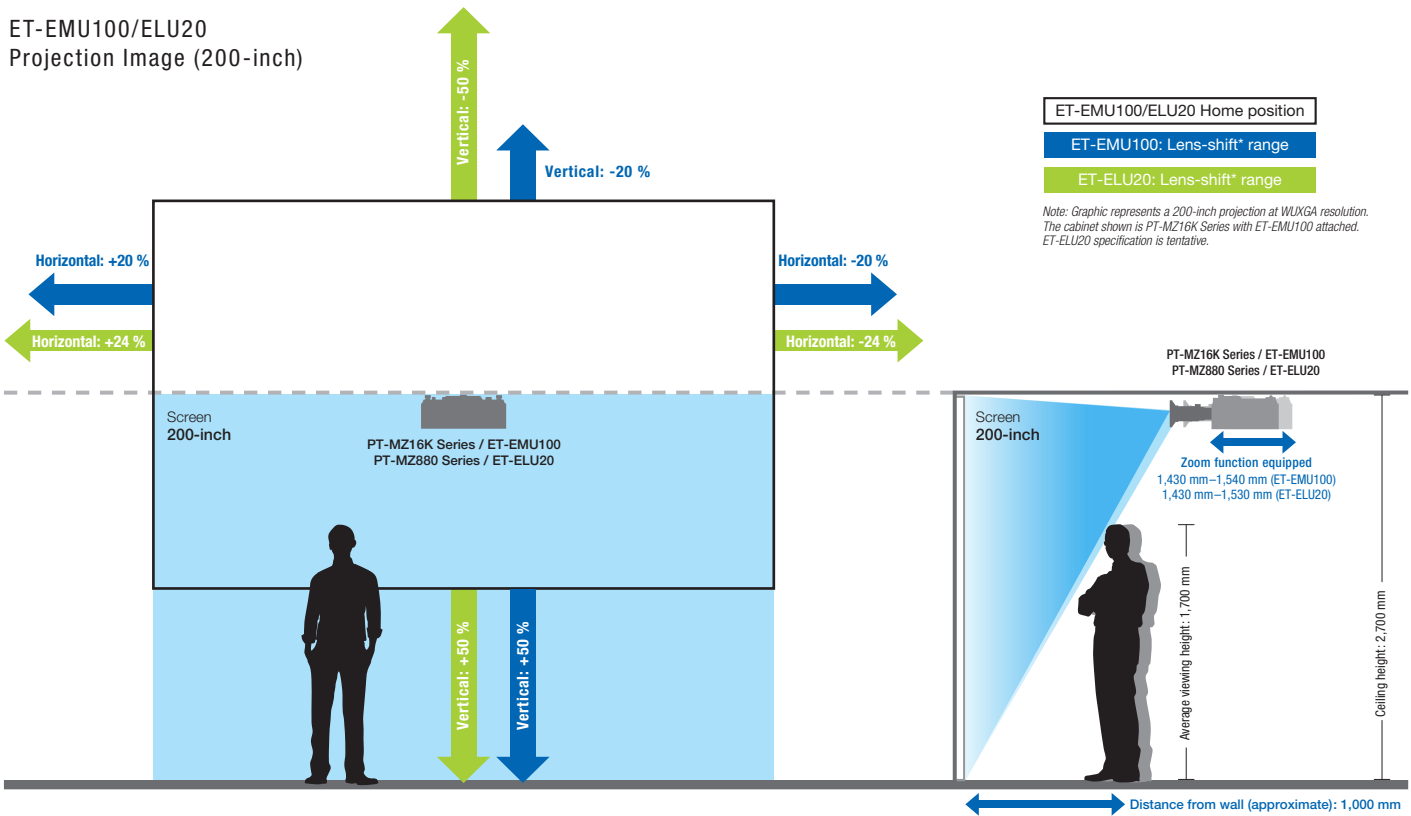 ET-EMU100/ELU20
Projection Image (200-inch)
Vertical: -50 %
Vertical: -20 %
ET-EMU100/ELU20 Home position
ET-EMU100: Lens-shift* range
ET-ELU20: Lens-shift* range
Note: Graphic represents a 200-inch projection at WUXGA resolution.
The cabinet shown is PT-MZ16K Series with ET-EMU100 attached.
ET-ELU20 specification is tentative.
Horizontal: +20 %
Horizontal: -20 %
Horizontal: +24 %
Horizontal: -24 %
PT-MZ16K Series / ET-EMU100
PT-MZ880 Series / ET-ELU20
Screen
200-inch
PT-MZ16K Series / ET-EMU100
PT-MZ880 Series / ET-ELU20
Screen
200-inch
Zoom function equipped
1,430 mm–1,540 mm (ET-EMU100)
1,430 mm–1,530 mm (ET-ELU20)
Vertical: +50 %
Vertical: +50 %
Average viewing height: 1,700 mm
Ceiling height: 2,700 mm
Distance from wall (approximate): 1,000 mm